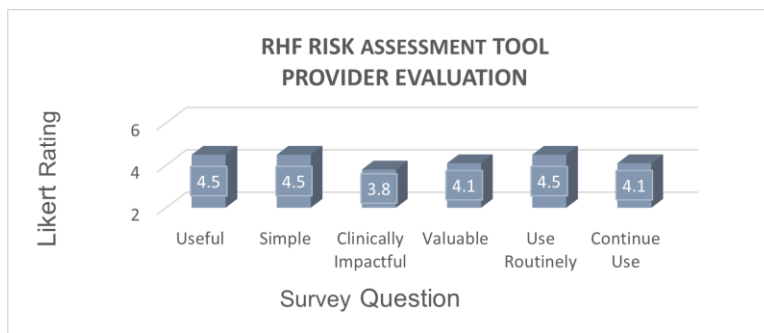 RHF RISK ASSESSMENT TOOL
PROVIDER EVALUATION
Likert Rating
6
4
2
4.5
4.5
3.8
4.1
4.5
4.1
Useful
Simple
Clinically
Impactful
Valuable
Use
Routinely
Continue
Use
Survey Question